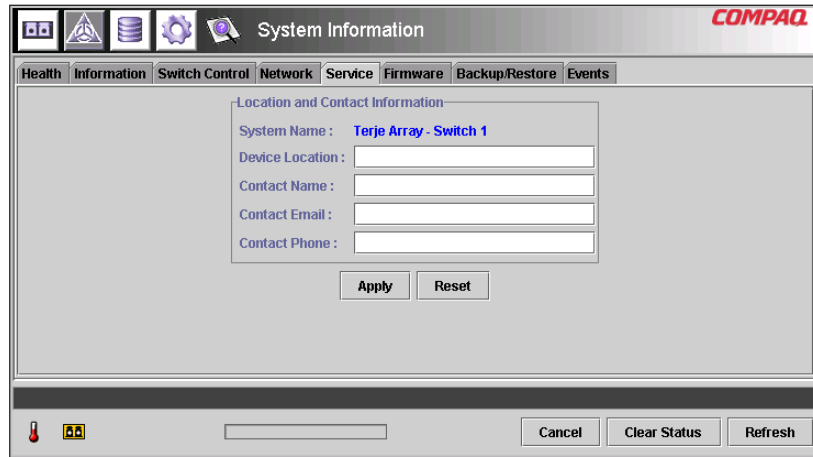 System Information
COMPAQ
Health Information Switch Control Network Service Firmware Backup/Restore Events
Location and Contact Information
System Name : Terje Array - Switch 1
Device Location :
Contact Name :
Contact Email :
Contact Phone :
Apply Reset
Cancel Clear Status Refresh